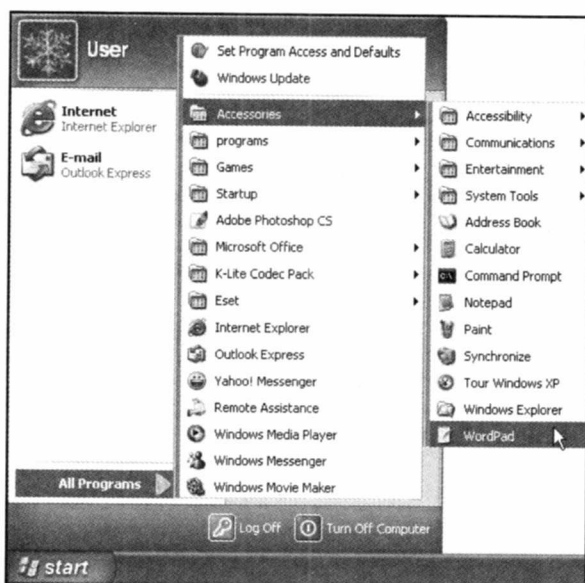 User
Internet
Internet Explorer
E-mail
Outlook Express
All Programs
Set Program Access and Defaults
Windows Update
Accessories
programs
Games
Startup
Adobe Photoshop CS
Microsoft Office
K-Lite Codec Pack
Eset
Internet Explorer
Outlook Express
Yahoo! Messenger
Remote Assistance
Windows Media Player
Windows Messenger
Windows Movie Maker
Accessibility
Communications
Entertainment
System Tools
Address Book
Calculator
Command Prompt
Notepad
Paint
Synchronize
Tour Windows XP
Windows Explorer
WordPad
Log Off
Turn Off Computer
start